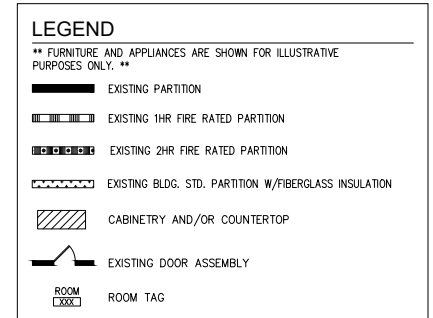 LEGEND
** FURNITURE AND APPLIANCES ARE SHOWN FOR ILLUSTRATIVE
PURPOSES ONLY. **
EXISTING PARTITION
EXISTING 1HR FIRE RATED PARTITION
EXISTING 2HR FIRE RATED PARTITION
EXISTING BLDG. STD. PARTITION W/FIBERGLASS INSULATION
CABINETRY AND/OR COUNTERTOP
EXISTING DOOR ASSEMBLY
ROOM
XXX
ROOM TAG